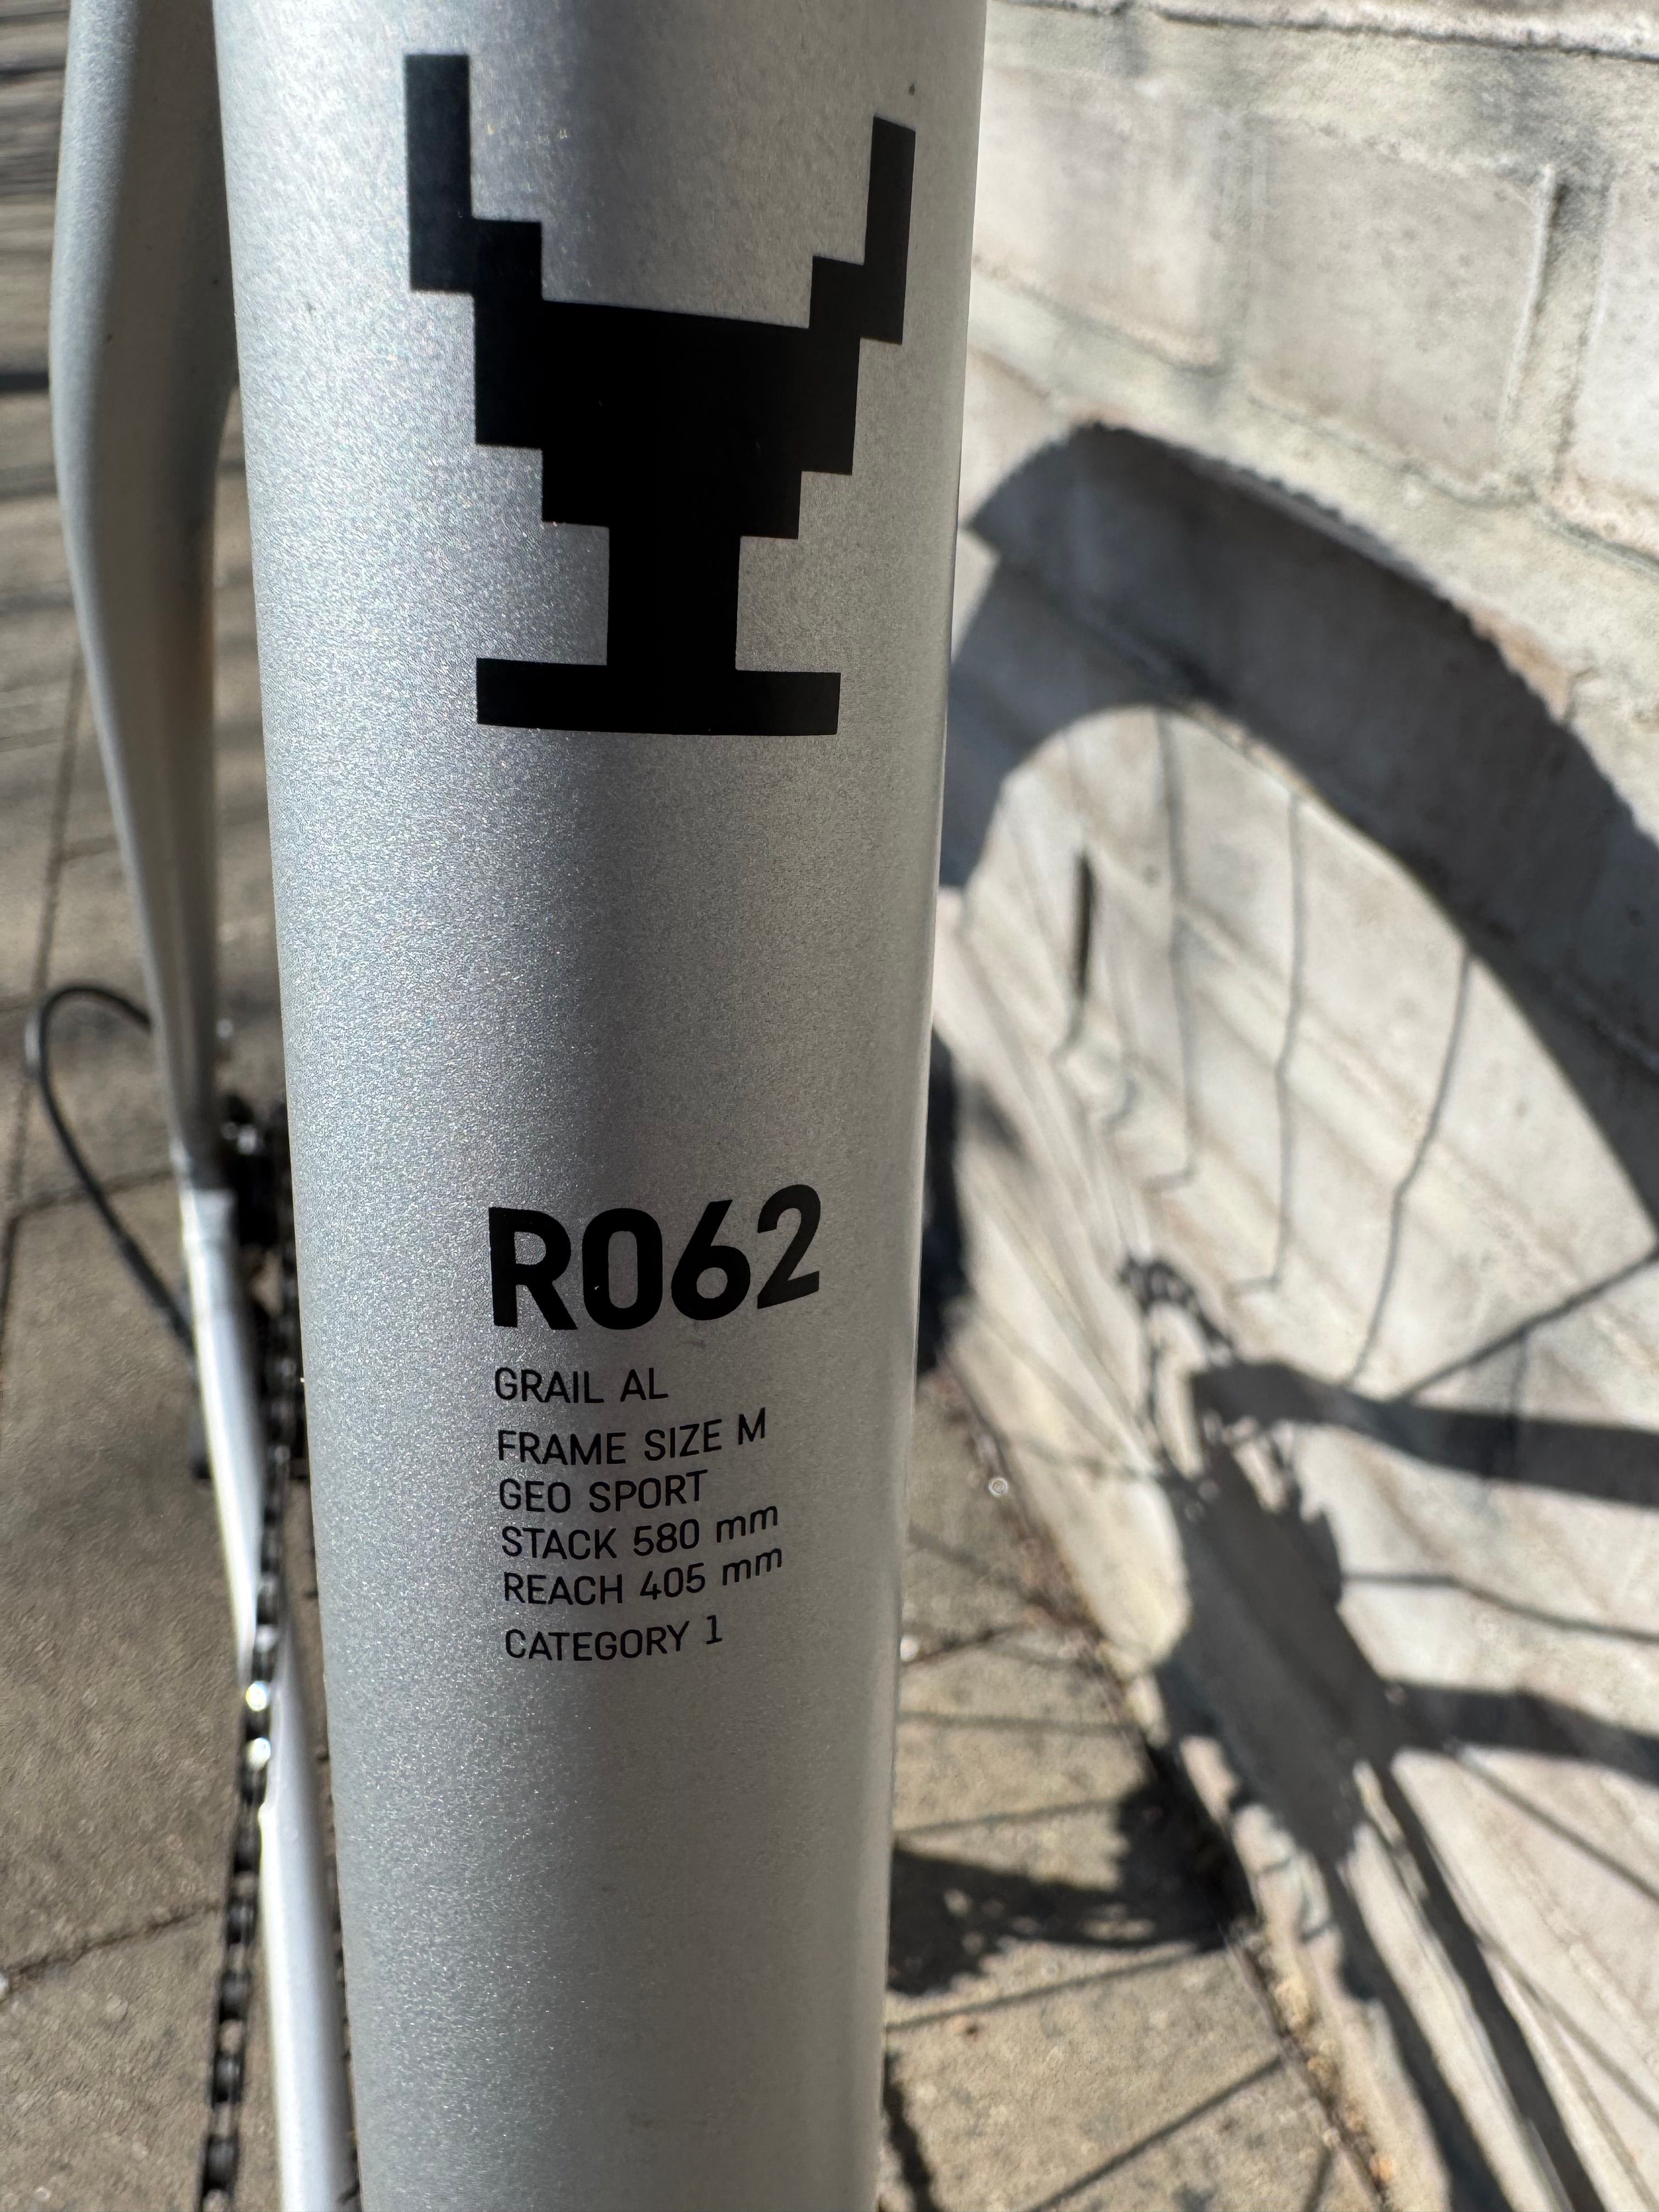 R062
GRAIL AL
FRAME SIZE M
GEO SPORT
STACK 580 mm
REACH 405 mm
CATEGORY 1